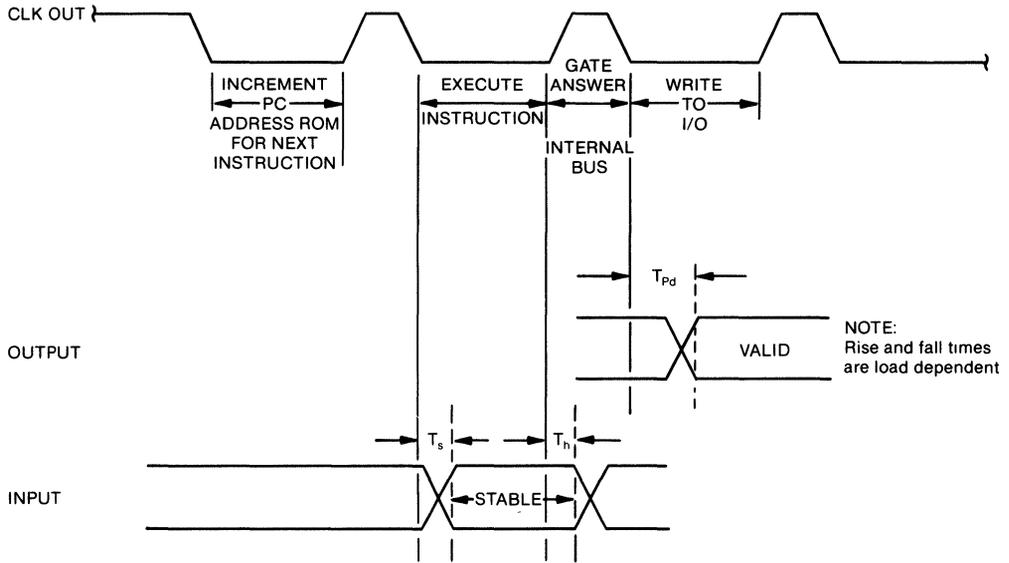 CLK OUT
INCREMENT
PC
ADDRESS ROM
FOR NEXT
INSTRUCTION
EXECUTE
INSTRUCTION
GATE
ANSWER
INTERNAL
BUS
WRITE
TO
I/O
TPd
OUTPUT
VALID
NOTE:
Rise and fall times
are load dependent
Ts
Th
INPUT
STABLE